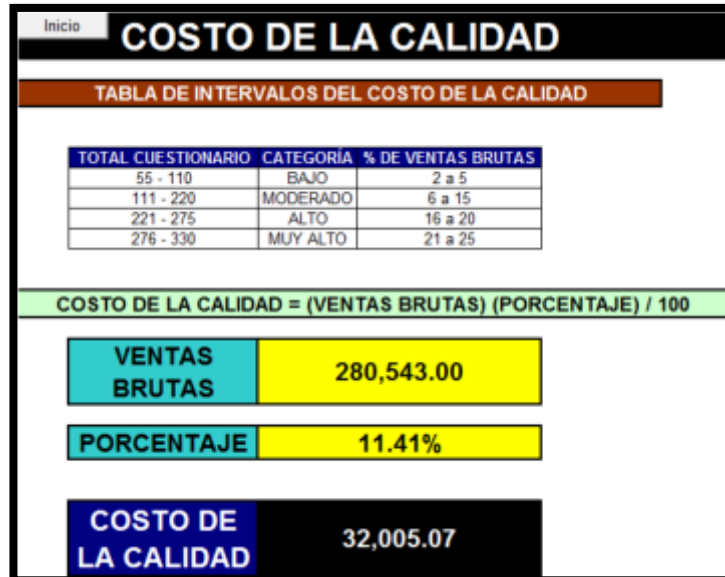 Inicio
COSTO DE LA CALIDAD
TABLA DE INTERVALOS DEL COSTO DE LA CALIDAD
TOTAL CUESTIONARIO CATEGORÍA % DE VENTAS BRUTAS
55 - 110 BAJO 2 a 5
111 - 220 MODERADO 6 a 15
221 - 275 ALTO 16 a 20
276 - 330 MUY ALTO 21 a 25
COSTO DE LA CALIDAD = (VENTAS BRUTAS) (PORCENTAJE) / 100
VENTAS
BRUTAS
280,543.00
PORCENTAJE 11.41%
COSTO DE
LA CALIDAD
32,005.07